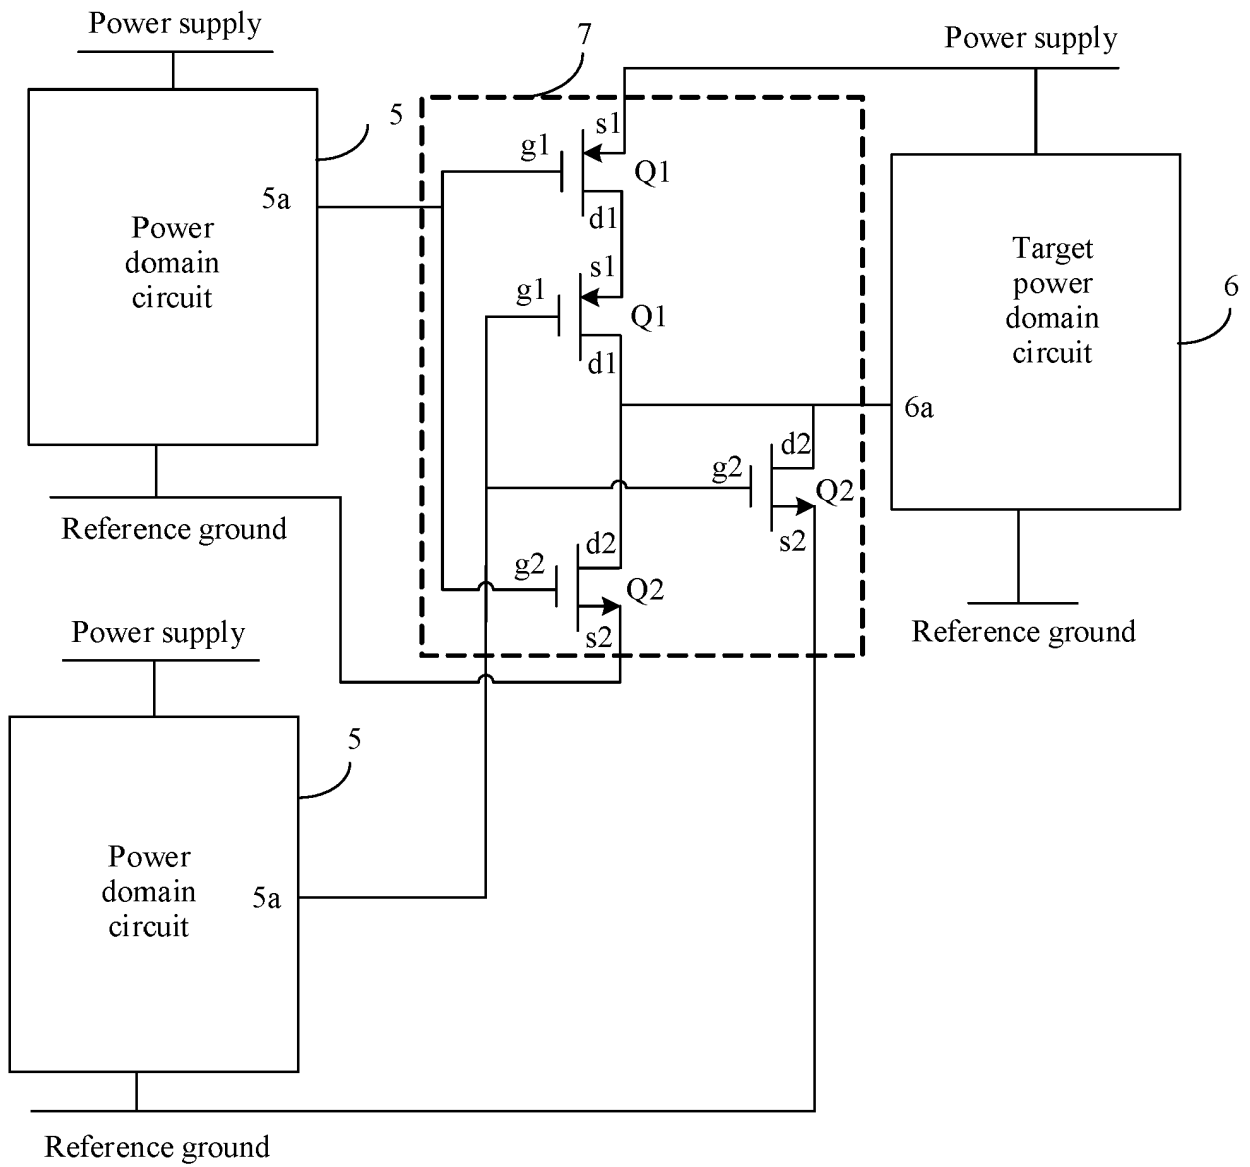 Power supply
7
Power supply
5
5a
Power
domain
circuit
s1
g1
Q1
d1
s1
g1
Q1
d1
Target
power
domain
circuit
6
6a
d2
g2
Q2
s2
Reference ground
d2
g2
Q2
s2
Reference ground
Power supply
5
Power
domain
circuit
5a
Reference ground